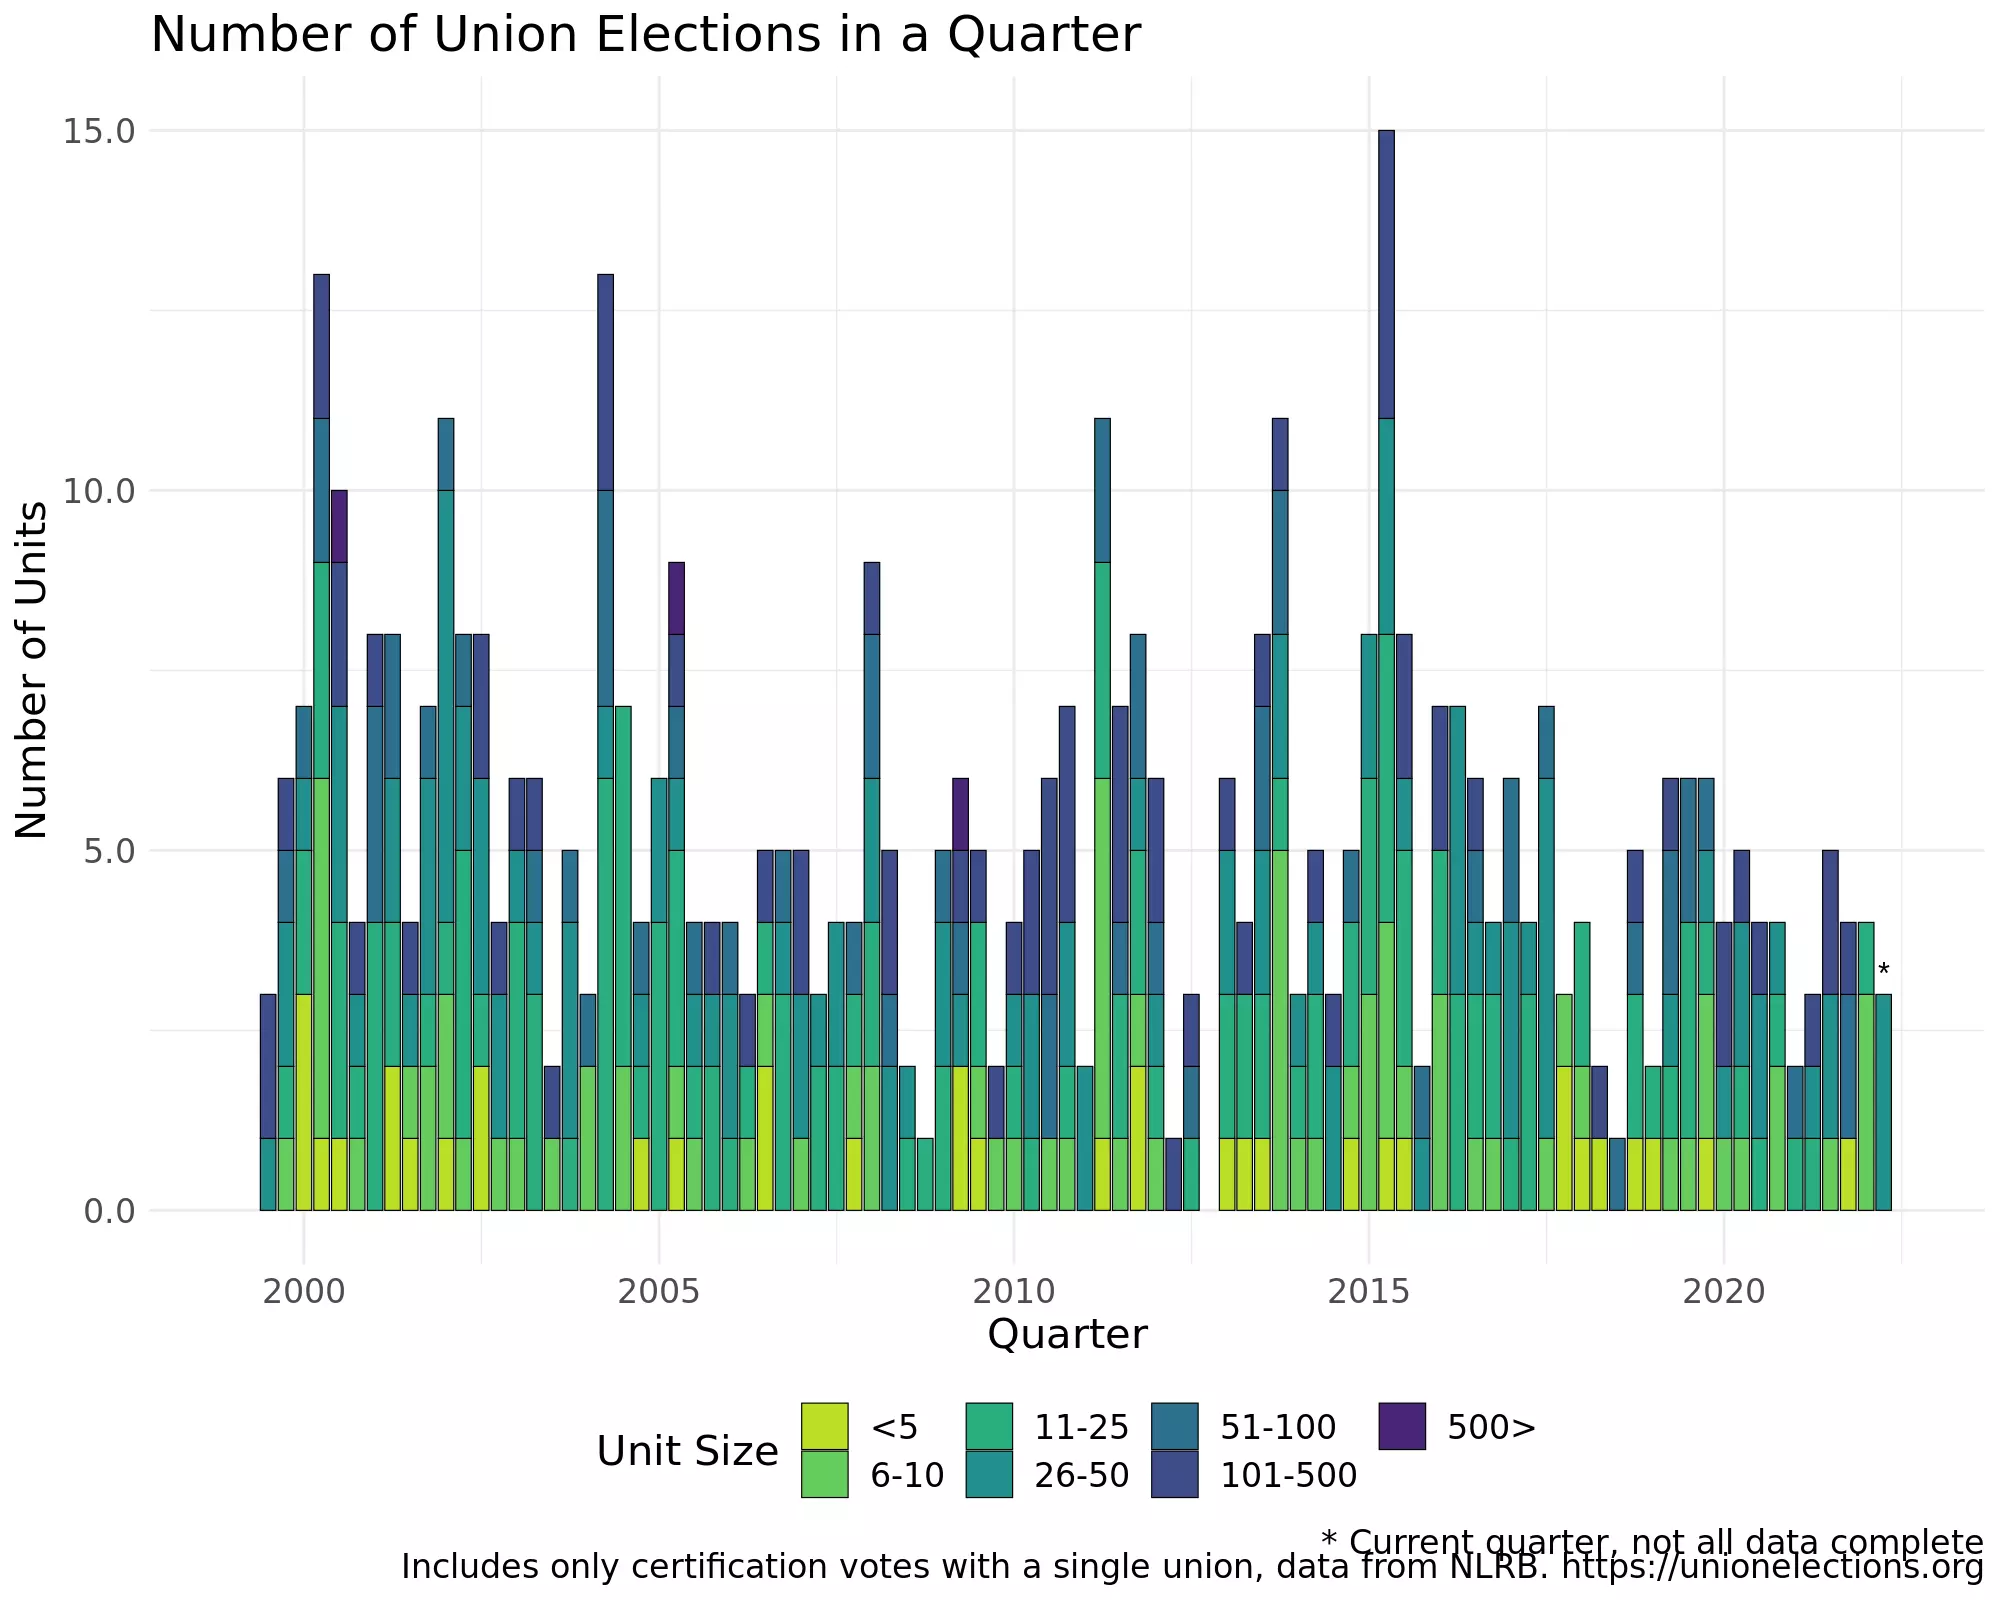 Number of Union Elections in a Quarter
15.0
10.0
5.0
0.0
Number of Units
*
2000 2005 2010 2015 2020
Quarter
Unit Size
<5 11-25 51-100 500>
6-10 26-50 101-500
* Current quarter, not all data complete
Includes only certification votes with a single union, data from NLRB. https://unionelections.org